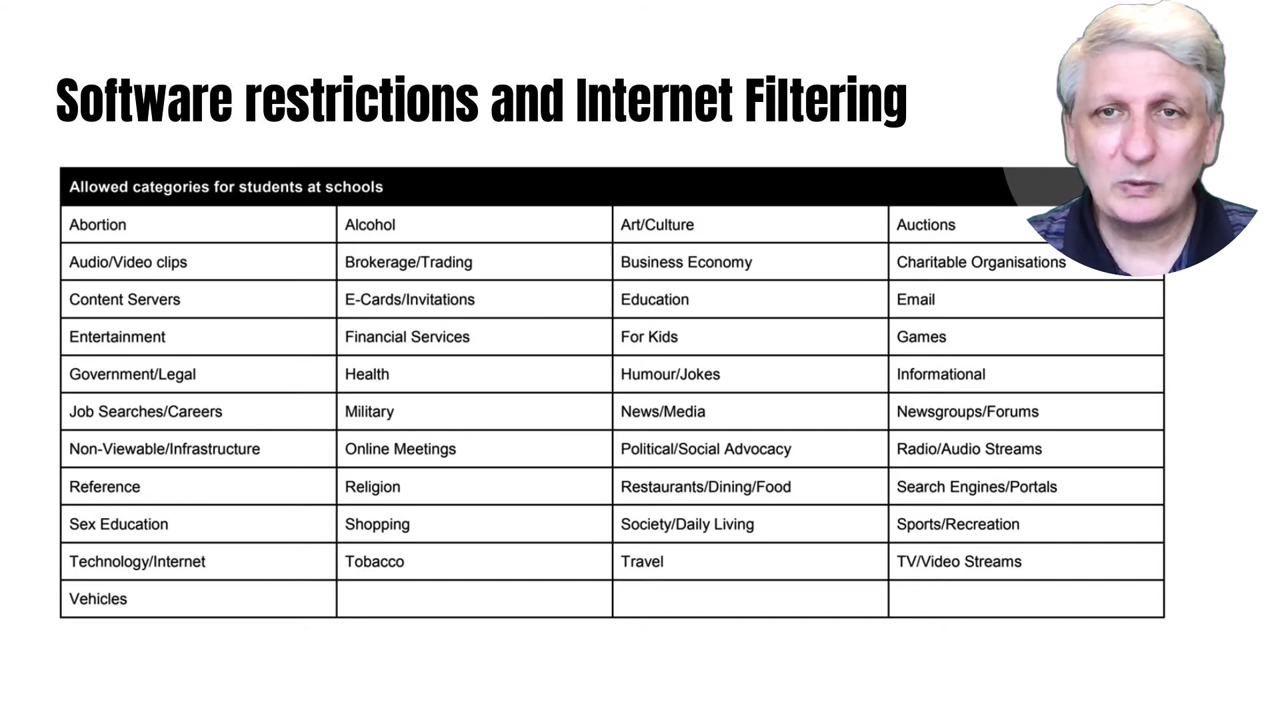 Software restrictions and Internet Filtering
Allowed categories for students at schools
Abortion Alcohol Art/Culture Auctions
Audio/Video clips Brokerage/Trading Business Economy Charitable Organisations
Content Servers E-Cards/Invitations Education Email
Entertainment Financial Services For Kids Games
Government/Legal Health Humour/Jokes Informational
Job Searches/Careers Military News/Media Newsgroups/Forums
Non-Viewable/Infrastructure Online Meetings Political/Social Advocacy Radio/Audio Streams
Reference Religion Restaurants/Dining/Food Search Engines/Portals
Sex Education Shopping Society/Daily Living Sports/Recreation
Technology/Internet Tobacco Travel TV/Video Streams
Vehicles